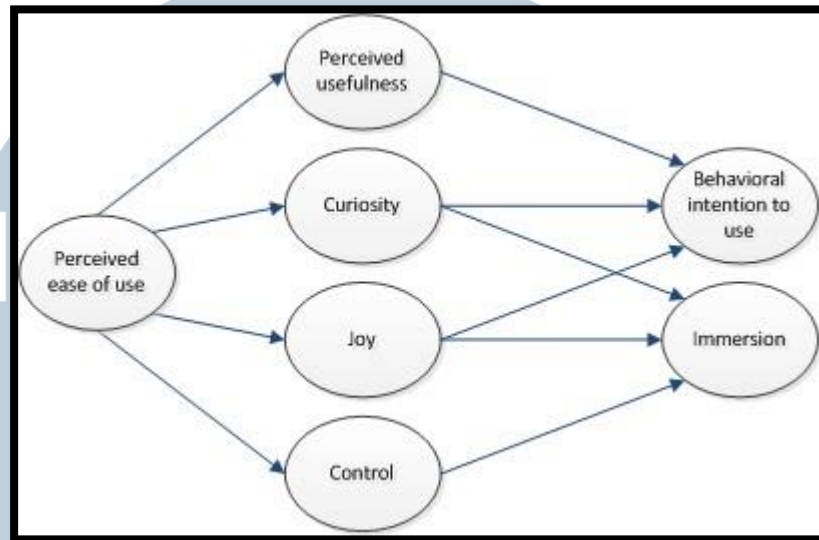 Perceived
usefulness
Curiosity
Behavioral
intention to
use
Perceived
ease of use
Joy
Immersion
Control